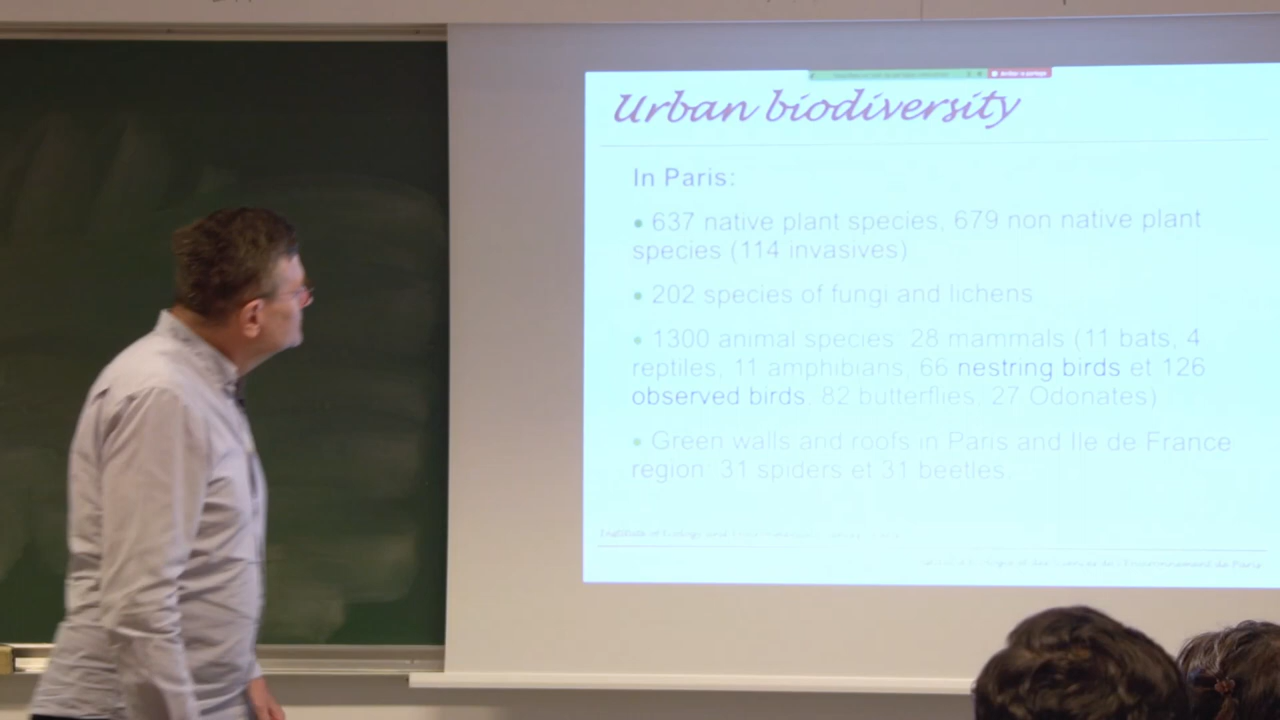 Urban biodiversity
In Paris:
• 637 native plant species, 679 non native plant
species (114 invasives)
• 202 species of fungi and lichens
• 1300 animal species: 28 mammals (11 bats, 4
reptiles, 11 amphibians, 66 nestring birds et 126
observed birds, 82 butterflies, 27 Odonates)
• Green walls and roofs in Paris and Ile de France
region: 31 spiders et 31 beetles.